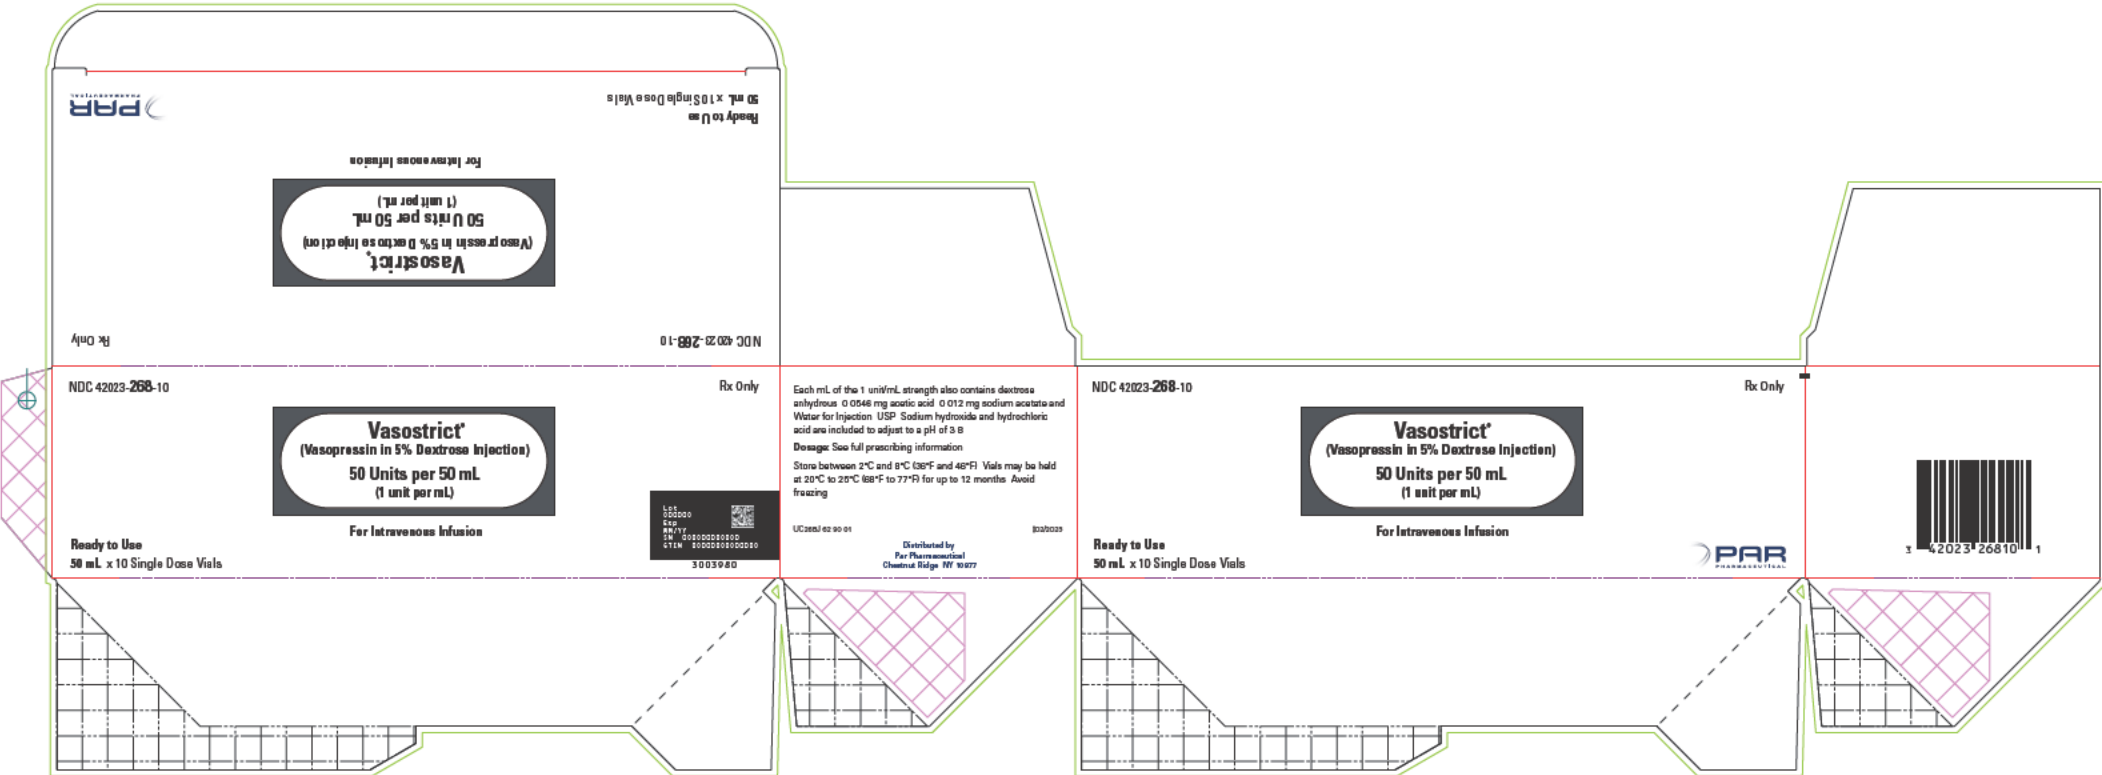 50 mL x 10 Single Dose Vials
Ready to Use
PAR
PHARMACEUTICAL
For Intravenous Infusion
(1 unit per mL)
50 Units per 50 mL
(Vasopressin in 5% Dextrose Injection)
Vasostrict®
NDC 42023-268-10
Rx Only
NDC 42023-268-10
Rx Only
Vasostrict®
(Vasopressin in 5% Dextrose Injection)
50 Units per 50 mL
(1 unit per mL)
For Intravenous Infusion
Ready to Use
50 mL x 10 Single Dose Vials
Lot
Exp
MM/YY
SN
GTIN
3003980
Each mL of the 1 unit/mL strength also contains dextrose
anhydrous 0 0546 mg acetic acid 0 012 mg sodium acetate and
Water for Injection USP Sodium hydroxide and hydrochloric
acid are included to adjust to a pH of 3 8
Dosage: See full prescribing information
Store between 2°C and 8°C (36°F and 46°F) Vials may be held
at 20°C to 25°C (68°F to 77°F) for up to 12 months Avoid
freezing
Distributed by
Par Pharmaceutical
Chestnut Ridge NY 10977
NDC 42023-268-10
Rx Only
Vasostrict®
(Vasopressin in 5% Dextrose Injection)
50 Units per 50 mL
(1 unit per mL)
For Intravenous Infusion
Ready to Use
50 mL x 10 Single Dose Vials
PAR
PHARMACEUTICAL
3 42023 26810 1